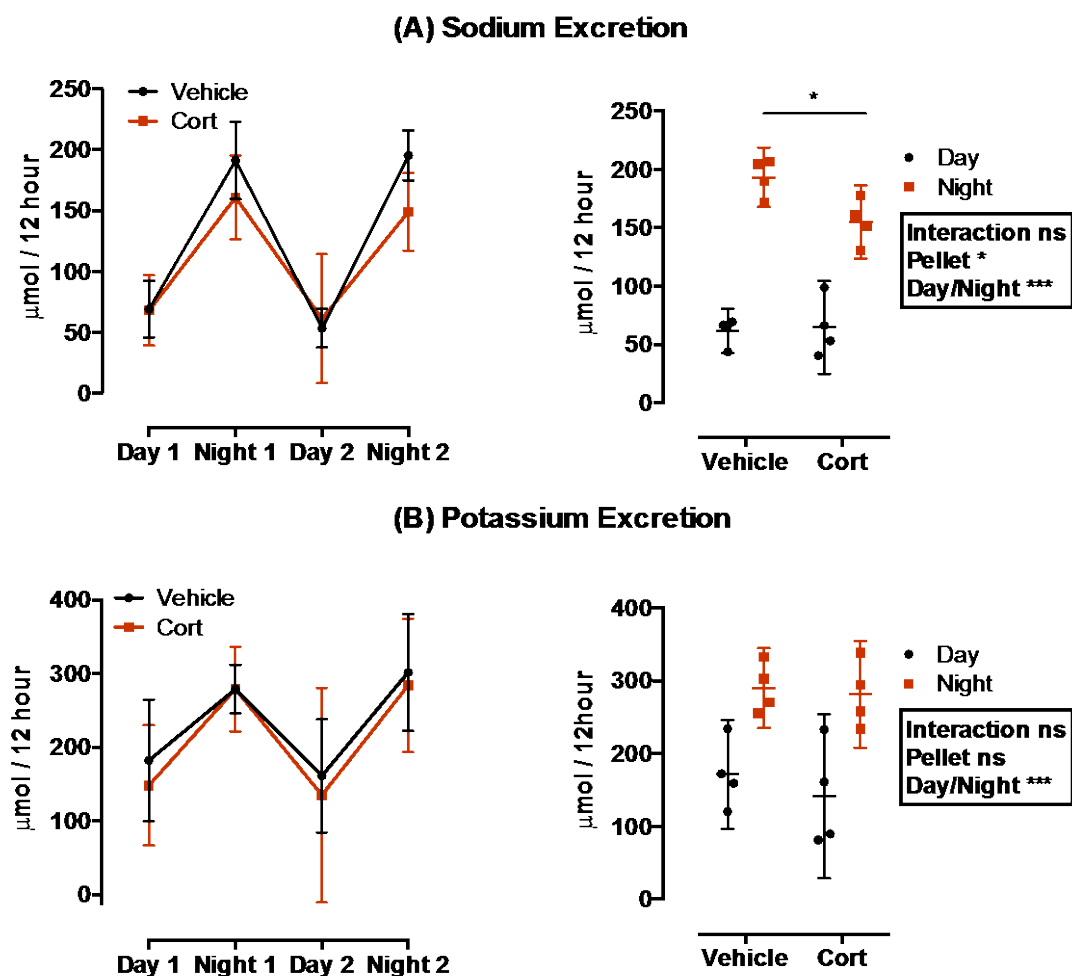 (A) Sodium Excretion
Vehicle
Cort
250
200
150
100
50
0
µmol / 12 hour
Day 1 Night 1 Day 2 Night 2
250
200
150
100
50
0
µmol / 12 hour
*
Day
Night
Interaction ns
Pellet *
Day/Night ***
Vehicle Cort
(B) Potassium Excretion
Vehicle
Cort
400
300
200
100
0
µmol / 12 hour
Day 1 Night 1 Day 2 Night 2
400
300
200
100
0
µmol / 12hour
Day
Night
Interaction ns
Pellet ns
Day/Night ***
Vehicle Cort